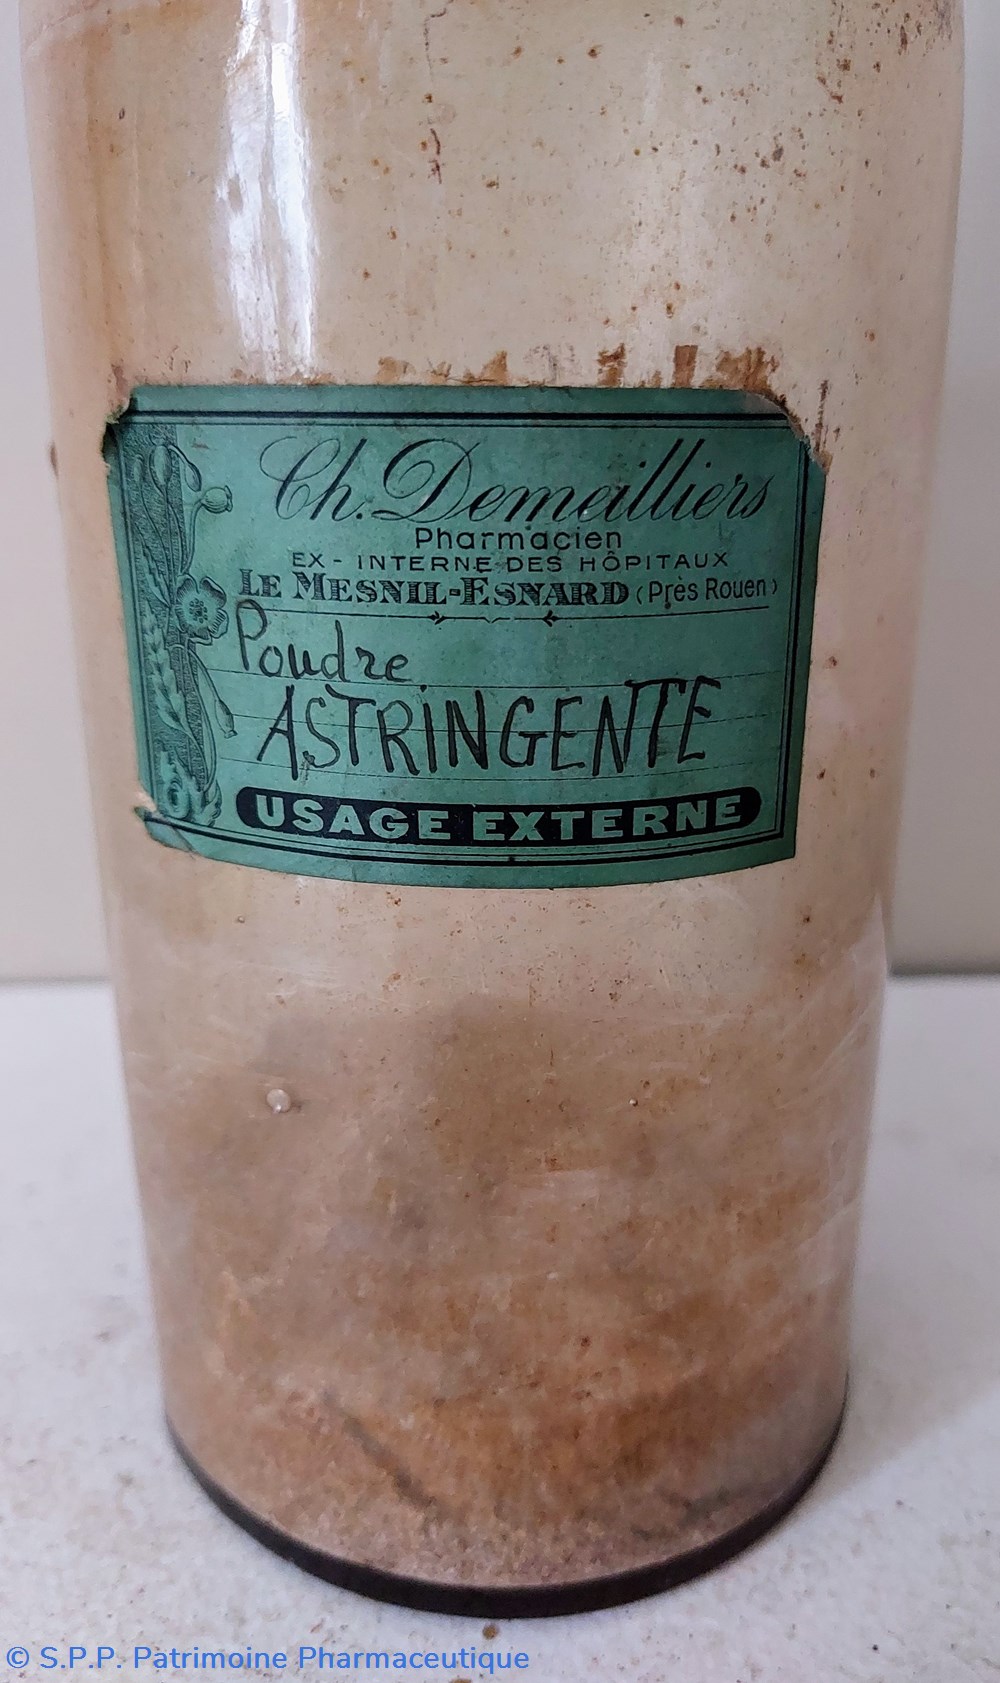 Ch. Demeilliers
Pharmacien
EX-INTERNE DES HÔPITAUX
LE MESNIL-ESNARD (Près Rouen)
Poudre
ASTRINGENTE
USAGE EXTERNE
© S.P.P. Patrimoine Pharmaceutique